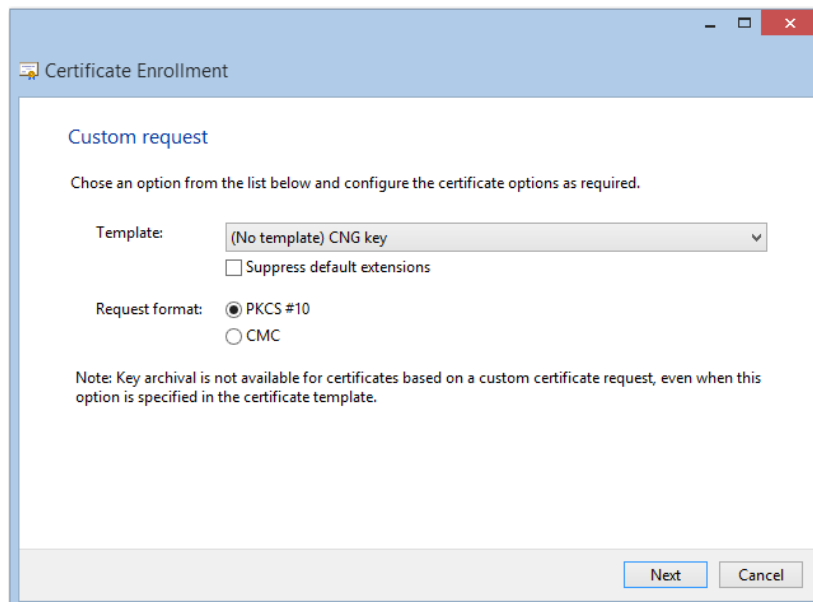 Certificate Enrollment
Custom request
Chose an option from the list below and configure the certificate options as required.
Template: (No template) CNG key
Suppress default extensions
Request format: PKCS #10
CMC
Note: Key archival is not available for certificates based on a custom certificate request, even when this
option is specified in the certificate template.
Next Cancel